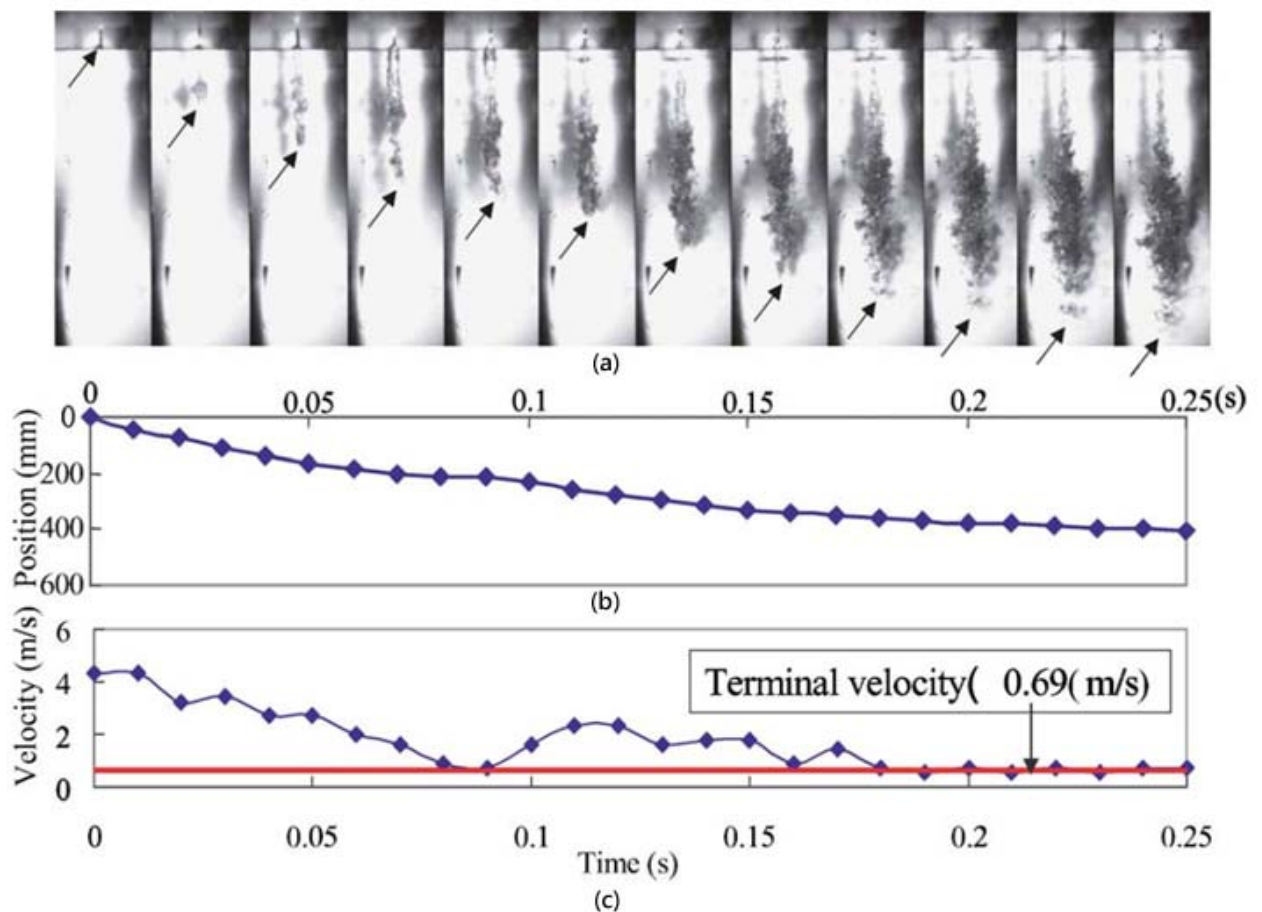 (a)
0 0.05 0.1 0.15 0.2 0.25(s)
0
200
400
600
Position (mm)
(b)
6
4
2
0
Velocity (m/s)
Terminal velocity( 0.69( m/s)
0 0.05 0.1 0.15 0.2 0.25
Time (s)
(c)